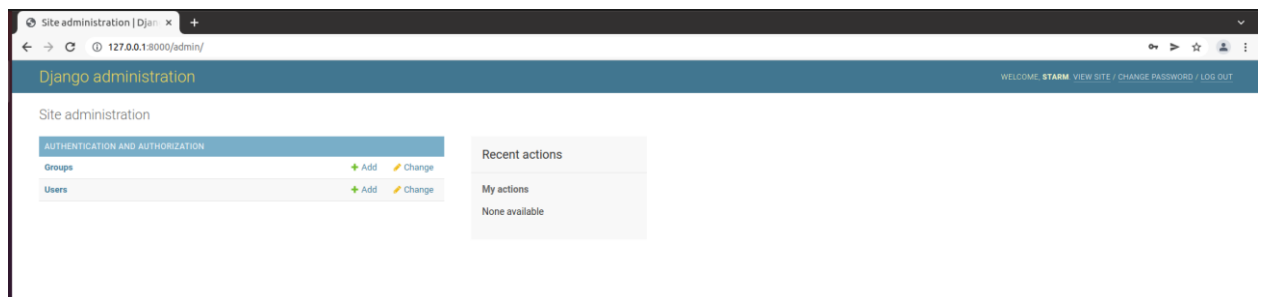 Site administration | Djan
127.0.0.1:8000/admin/
Django administration
WELCOME, STARM. VIEW SITE / CHANGE PASSWORD / LOG OUT
Site administration
AUTHENTICATION AND AUTHORIZATION
Groups Add Change
Users Add Change
Recent actions
My actions
None available